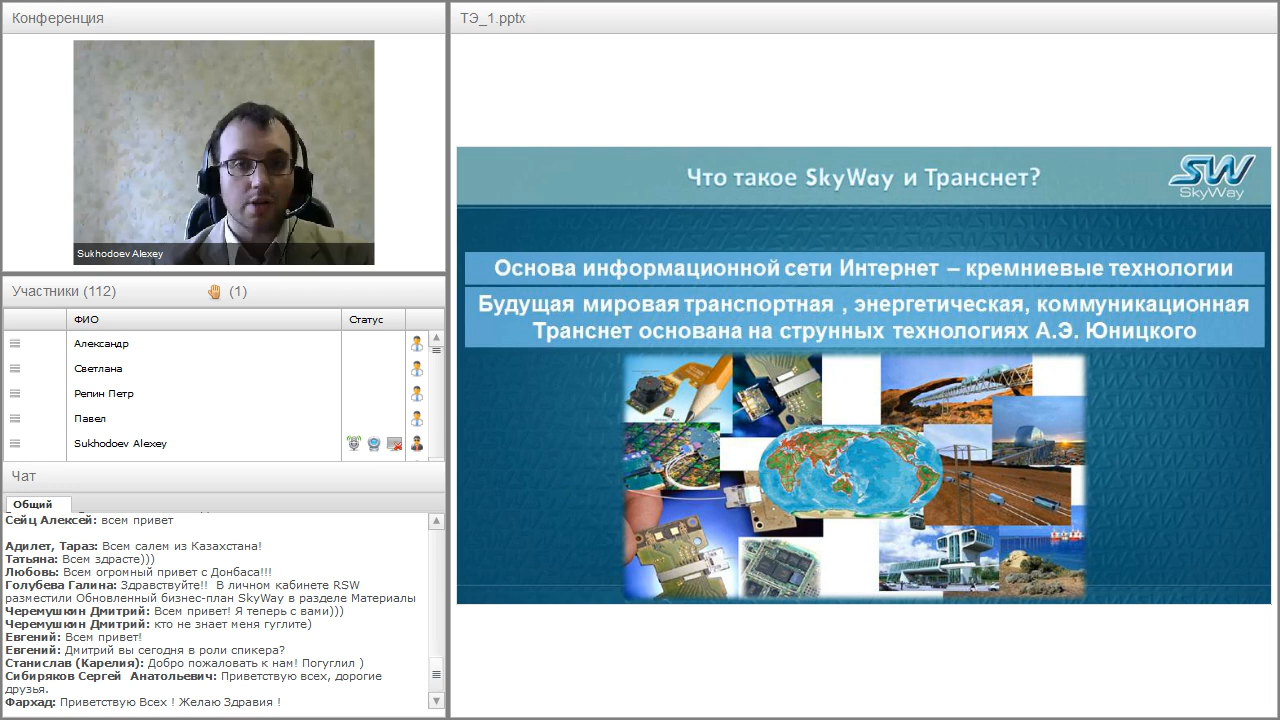 Конференция
Sukhodoev Alexey
Участники (112)
(1)
ФИО
Статус
Александр
Светлана
Репин Петр
Павел
Sukhodoev Alexey
Чат
Общий
Сейц Алексей: всем привет
Адилет, Тараз: Всем салем из Казахстана!
Татьяна: Всем здрасте)))
Любовь: Всем огромный привет с Донбаса!!!
Голубева Галина: Здравствуйте!! В личном кабинете RSW
разместили Обновленный бизнес план SkyWay в разделе Материалы
Черемушкин Дмитрий: Всем привет! Я теперь с вами)))
Черемушкин Дмитрий: кто не знает меня гуглите)
Евгений: Всем привет!
Евгений: Дмитрий вы сегодня в роли спикера?
Станислав (Карелия): Добро пожаловать к нам! Погуглил )
Сибиряков Сергей Анатольевич: Приветствую всех, дорогие
друзья.
Фархад: Приветствую Всех ! Желаю Здравия !
ТЭ_1.pptx
Что такое SkyWay и Транснет?
SW
SkyWay
Основа информационной сети Интернет – кремниевые технологии
Будущая мировая транспортная , энергетическая, коммуникационная
Транснет основана на струнных технологиях А.Э. Юницкого